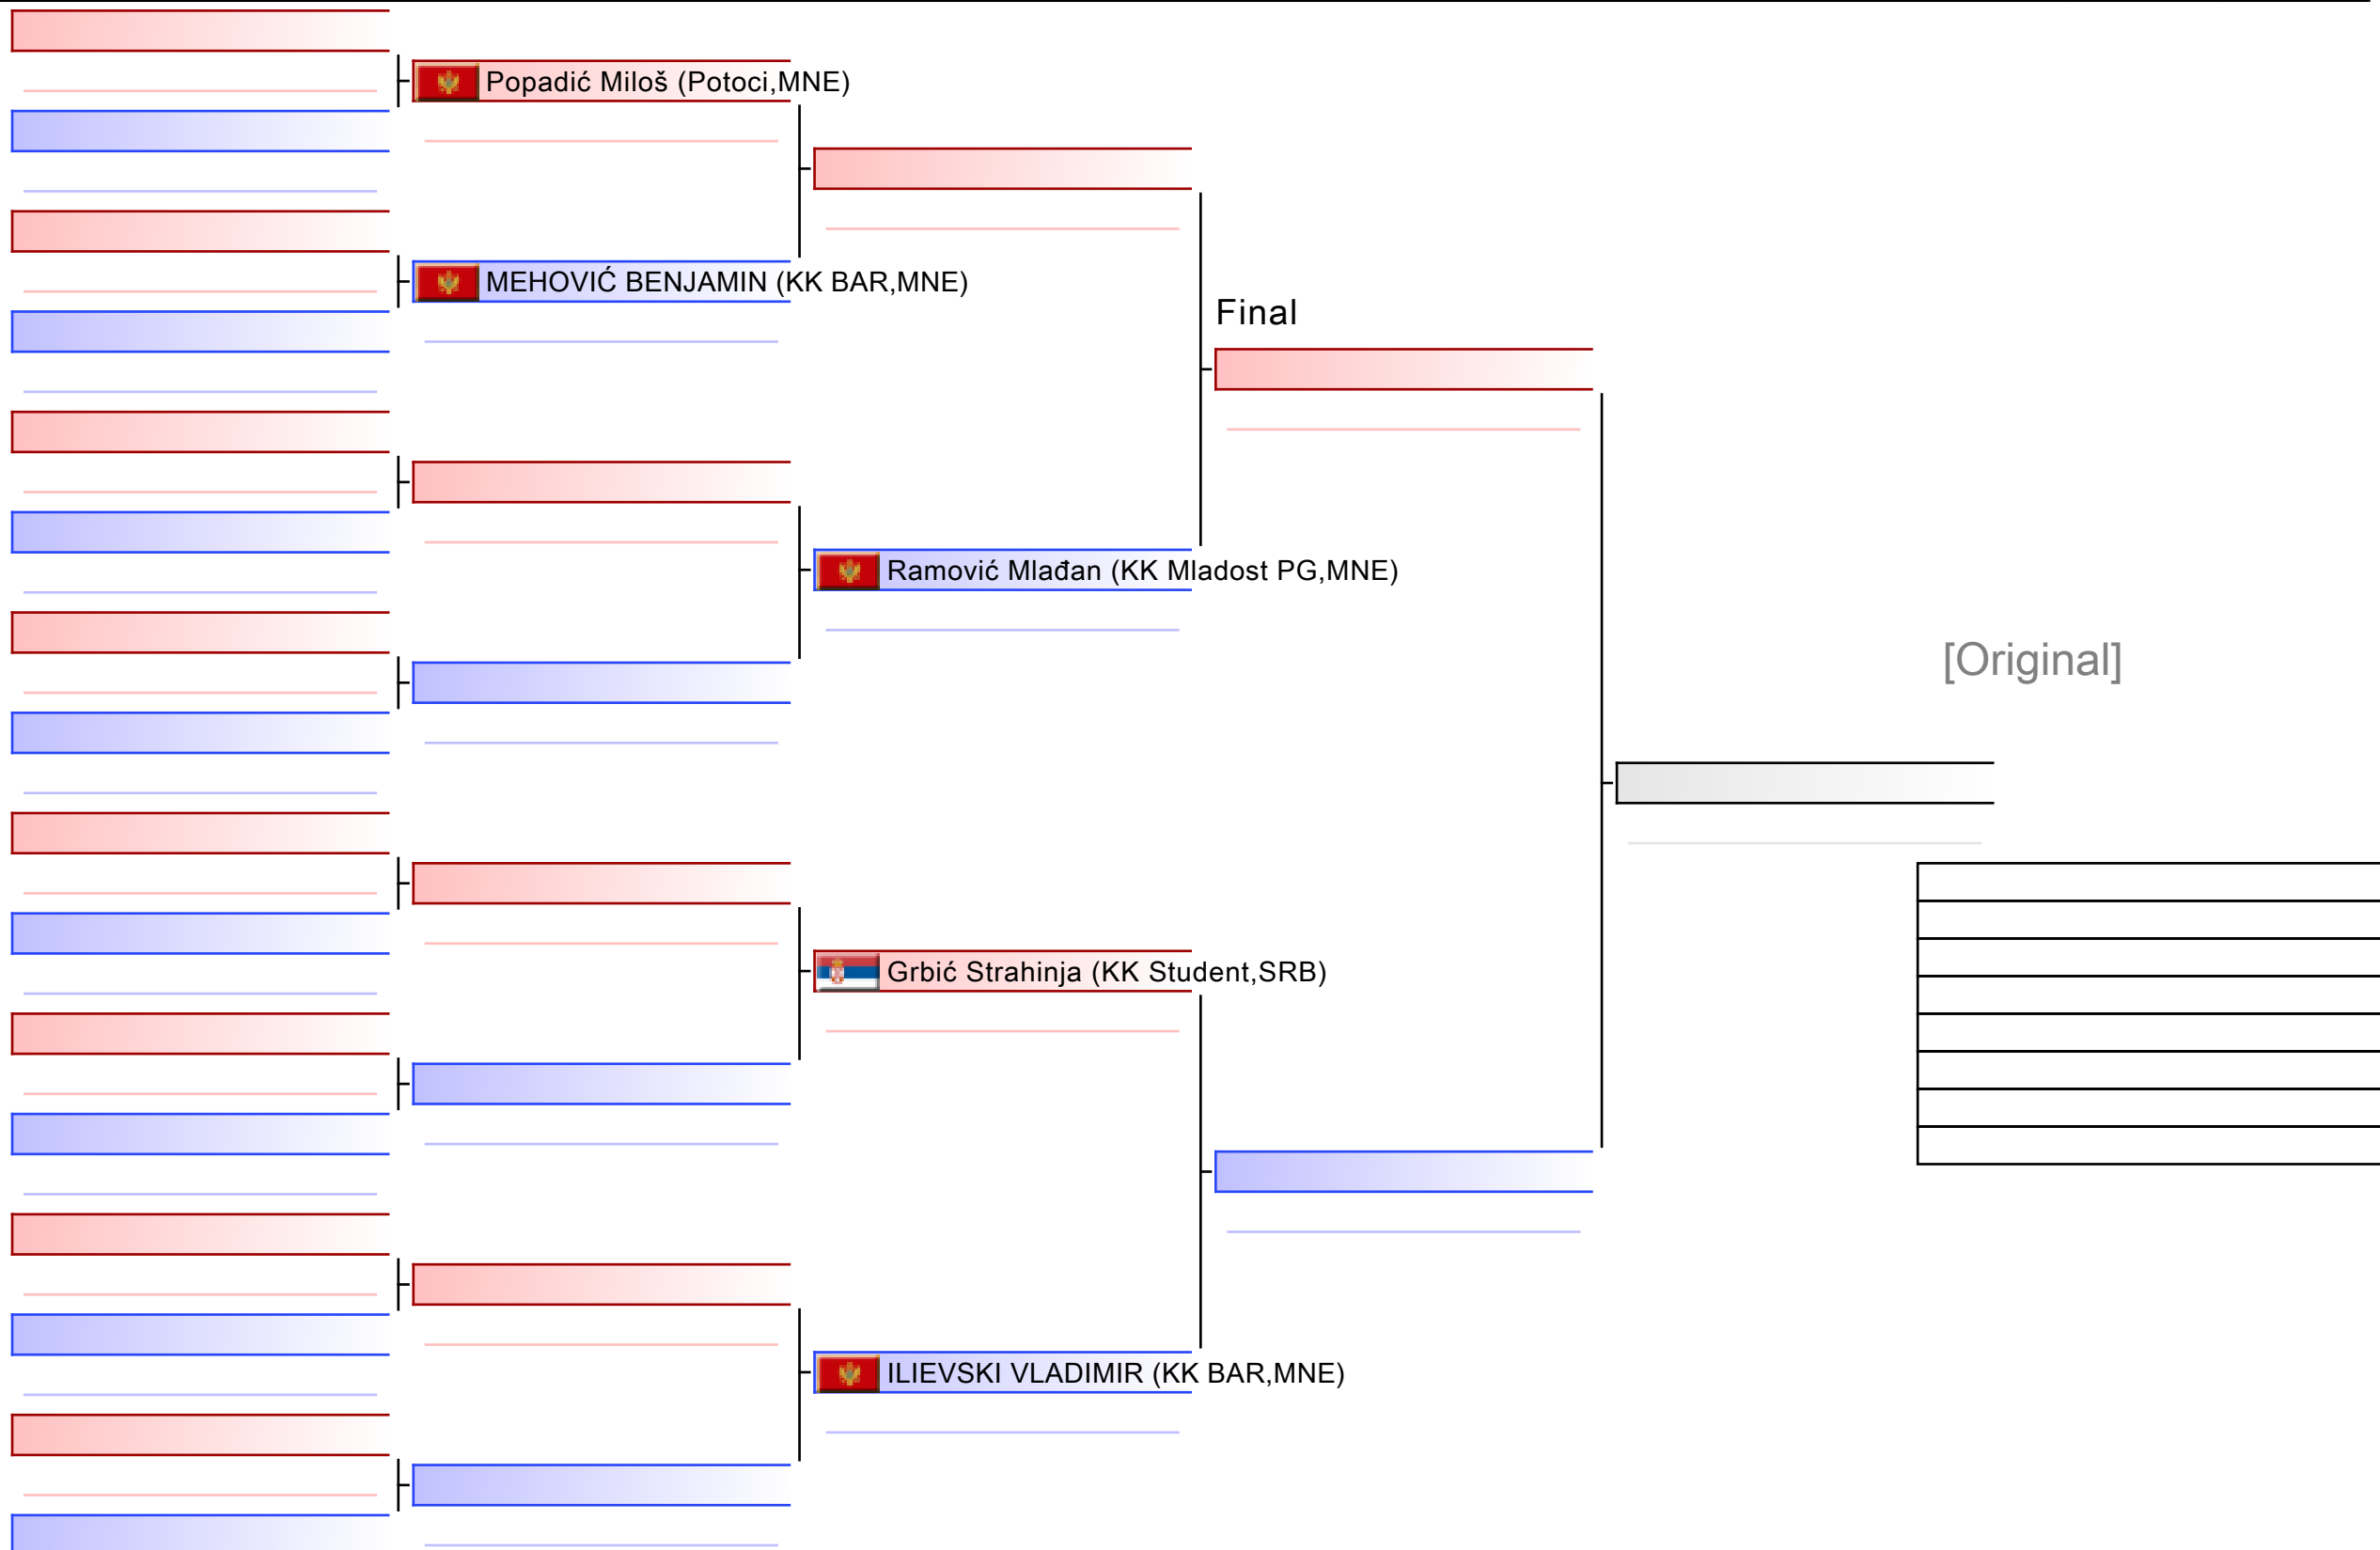 Popadić Miloš (Potoci,MNE)
MEHOVIĆ BENJAMIN (KK BAR,MNE)
Final
Ramović Mlađan (KK Mladost PG,MNE)
[Original]
Grbić Strahinja (KK Student,SRB)
ILIEVSKI VLADIMIR (KK BAR,MNE)